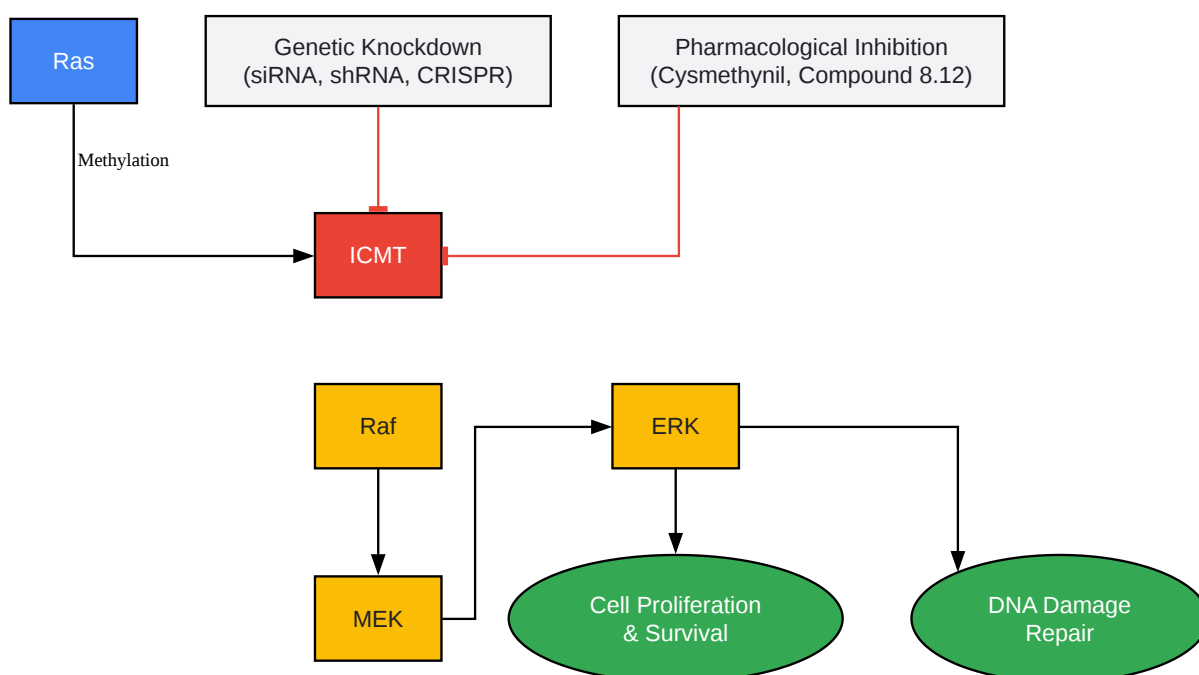 Ras
Genetic Knockdown
(siRNA, shRNA, CRISPR)
Pharmacological Inhibition
(Cysmethynil, Compound 8.12)
Methylation
ICMT
Raf
ERK
MEK
Cell Proliferation
& Survival
DNA Damage
Repair